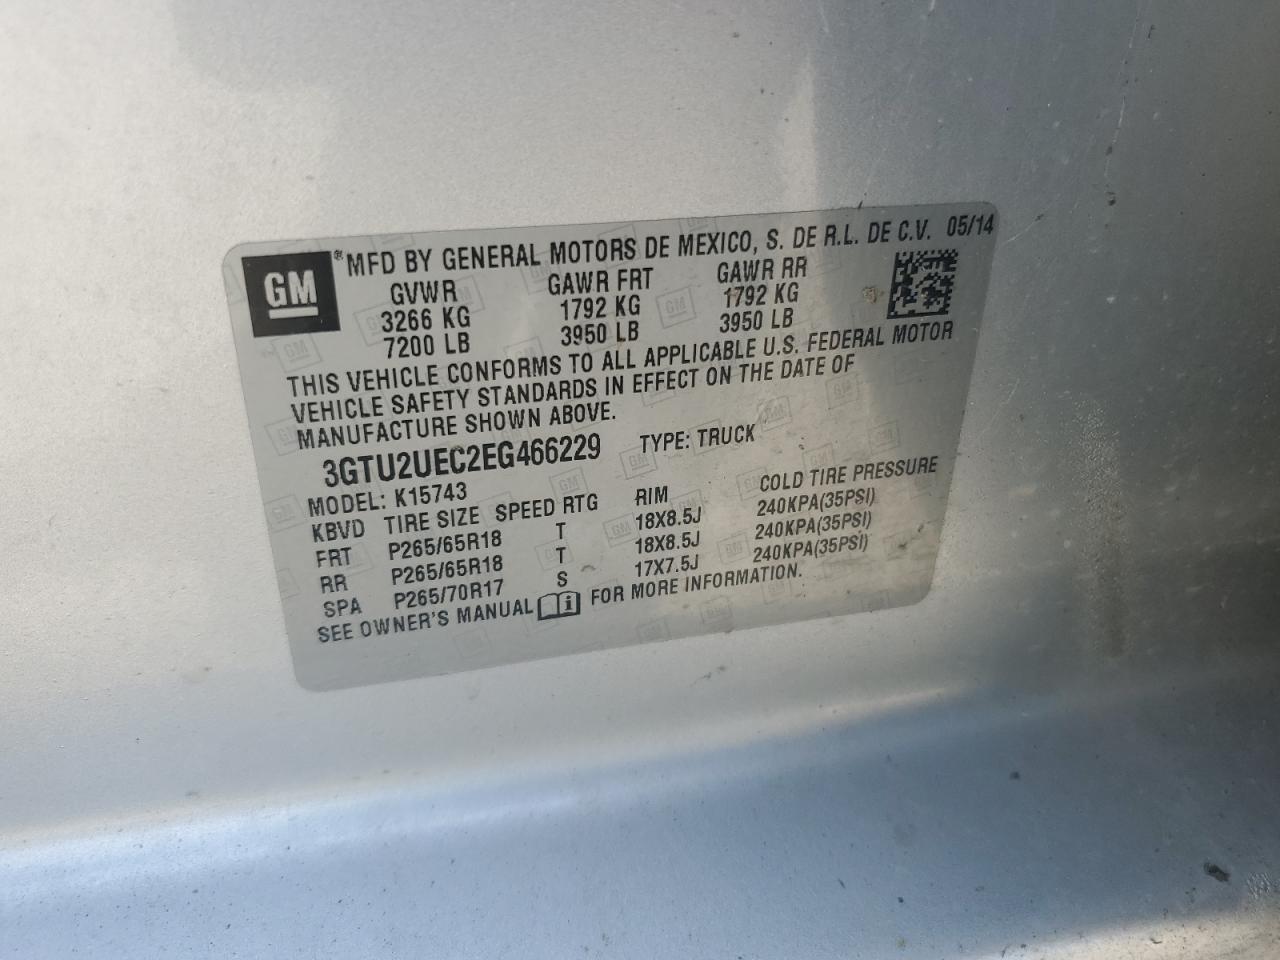 GM
®MFD BY GENERAL MOTORS DE MEXICO, S. DE R.L. DE C.V. 05/14
GVWR GAWR FRT GAWR RR
3266 KG 1792 KG 1792 KG
7200 LB 3950 LB 3950 LB
THIS VEHICLE CONFORMS TO ALL APPLICABLE U.S. FEDERAL MOTOR
VEHICLE SAFETY STANDARDS IN EFFECT ON THE DATE OF
MANUFACTURE SHOWN ABOVE.
3GTU2UEC2EG466229 TYPE: TRUCK
MODEL: K15743
KBVD TIRE SIZE SPEED RTG RIM COLD TIRE PRESSURE
FRT P265/65R18 T 18X8.5J 240KPA(35PSI)
RR P265/65R18 T 18X8.5J 240KPA(35PSI)
SPA P265/70R17 S 17X7.5J 240KPA(35PSI)
SEE OWNER'S MANUAL FOR MORE INFORMATION.